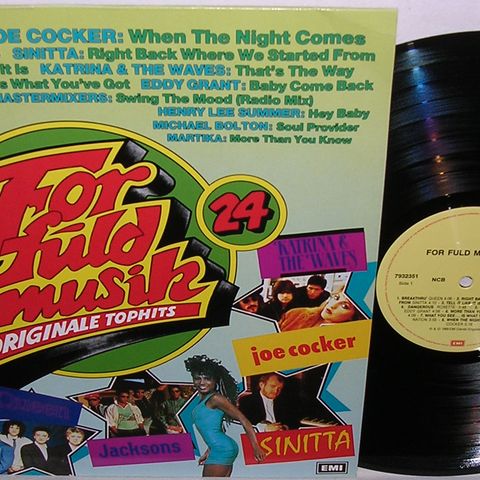 OE COCKER: When The Night Comes
SINITTA: Right Back Where We Started From
It Is KATRINA & THE WAVES: That's The Way
s What You've Got EDDY GRANT: Baby Come Back
MASTERMIXERS: Swing The Mood (Radio Mix)
HENRY LEE SUMMER: Hey Baby
MICHAEL BOLTON: Soul Provider
MARTIKA: More Than You Know
For
fuld
musik
24
ORIGINALE TOPHITS
KATRINA &
THE WAVES
joe cocker
Queen
Jacksons
SINITTA
EMI
FOR FULD M
7932351
Side 1
NCB
EMI